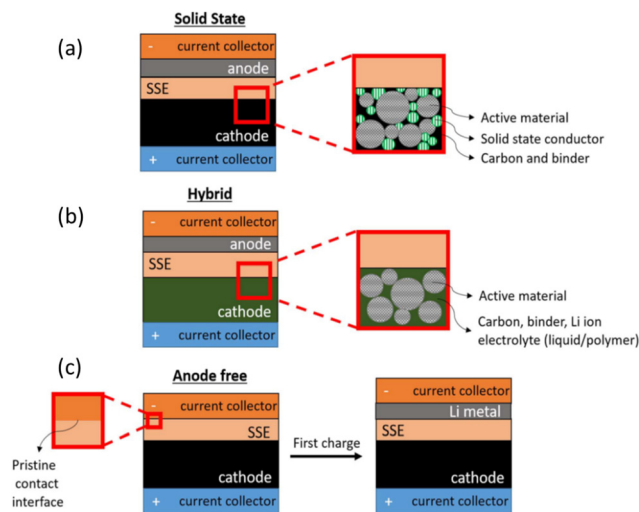 Solid State
(a)
- current collector
anode
SSE
cathode
+ current collector
Active material
Solid state conductor
Carbon and binder
Hybrid
(b)
- current collector
anode
SSE
cathode
+ current collector
Active material
Carbon, binder, Li ion
electrolyte (liquid/polymer)
(c)
Anode free
- current collector
SSE
cathode
+ current collector
Pristine
contact
interface
First charge
- current collector
Li metal
SSE
cathode
+ current collector